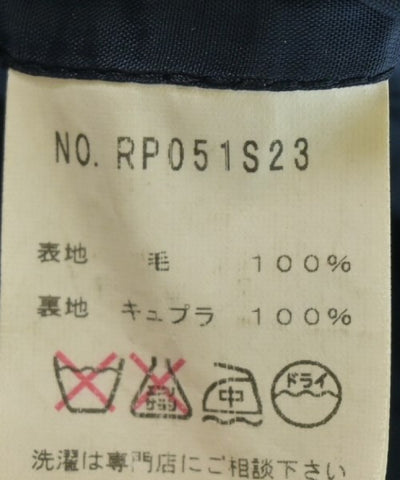 NO. RP051S23
表地 毛 100%
裏地 キュプラ 100%
中 ドライ
洗濯は専門店にご相談下さい